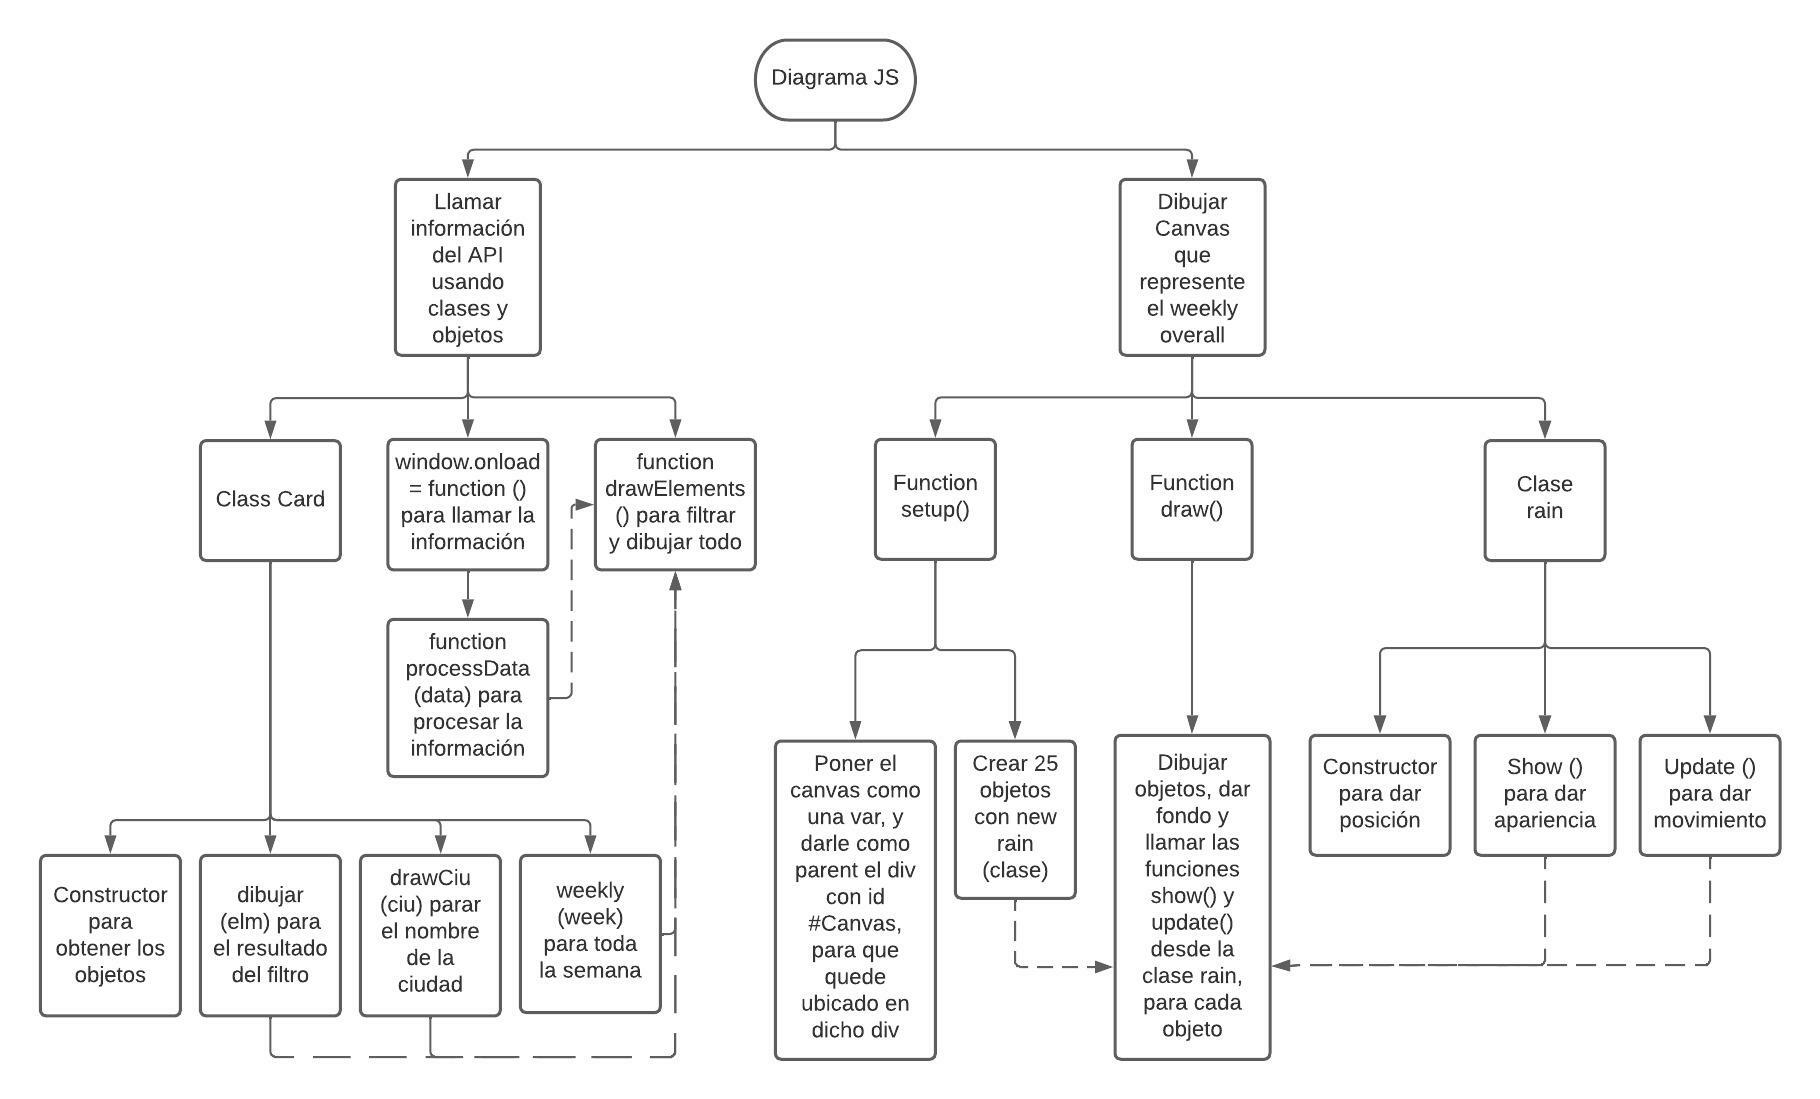 Diagrama JS
Llamar
información
del API
usando
clases y
objetos
Dibujar
Canvas
que
represente
el weekly
overall
Class Card
window.onload
= function ()
para llamar la
información
function
drawElements
() para filtrar
y dibujar todo
Function
setup()
Function
draw()
Clase
rain
function
processData
(data) para
procesar la
información
Poner el
canvas como
una var, y
darle como
parent el div
con id
#Canvas,
para que
quede
ubicado en
dicho div
Crear 25
objetos
con new
rain
(clase)
Dibujar
objetos, dar
fondo y
llamar las
funciones
show() y
update()
desde la
clase rain,
para cada
objeto
Constructor
para dar
posición
Show ()
para dar
apariencia
Update ()
para dar
movimiento
Constructor
para
obtener los
objetos
dibujar
(elm) para
el resultado
del filtro
drawCiu
(ciu) parar
el nombre
de la
ciudad
weekly
(week)
para toda
la semana